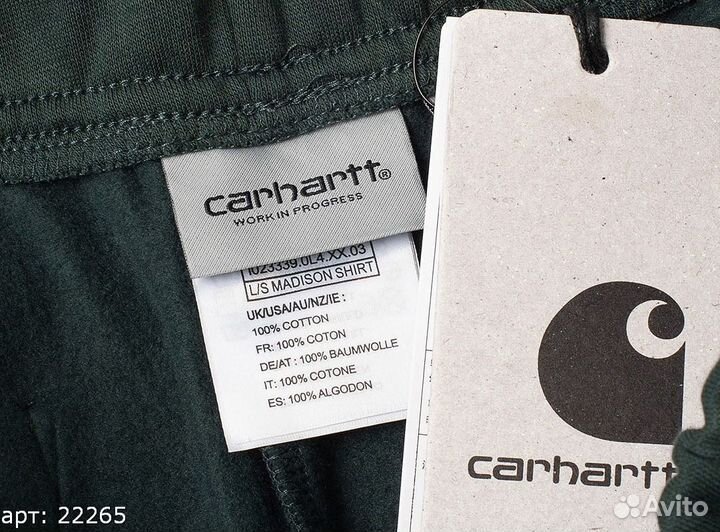 carhartt®
WORK IN PROGRESS
I023339.0L4.XX.03
L/S MADISON SHIRT
UK/USA/AU/NZ/IE :
100% COTTON
FR: 100% COTON
DE/AT : 100% BAUMWOLLE
IT: 100% COTONE
ES: 100% ALGODON
carhartt
Avito
арт: 22265